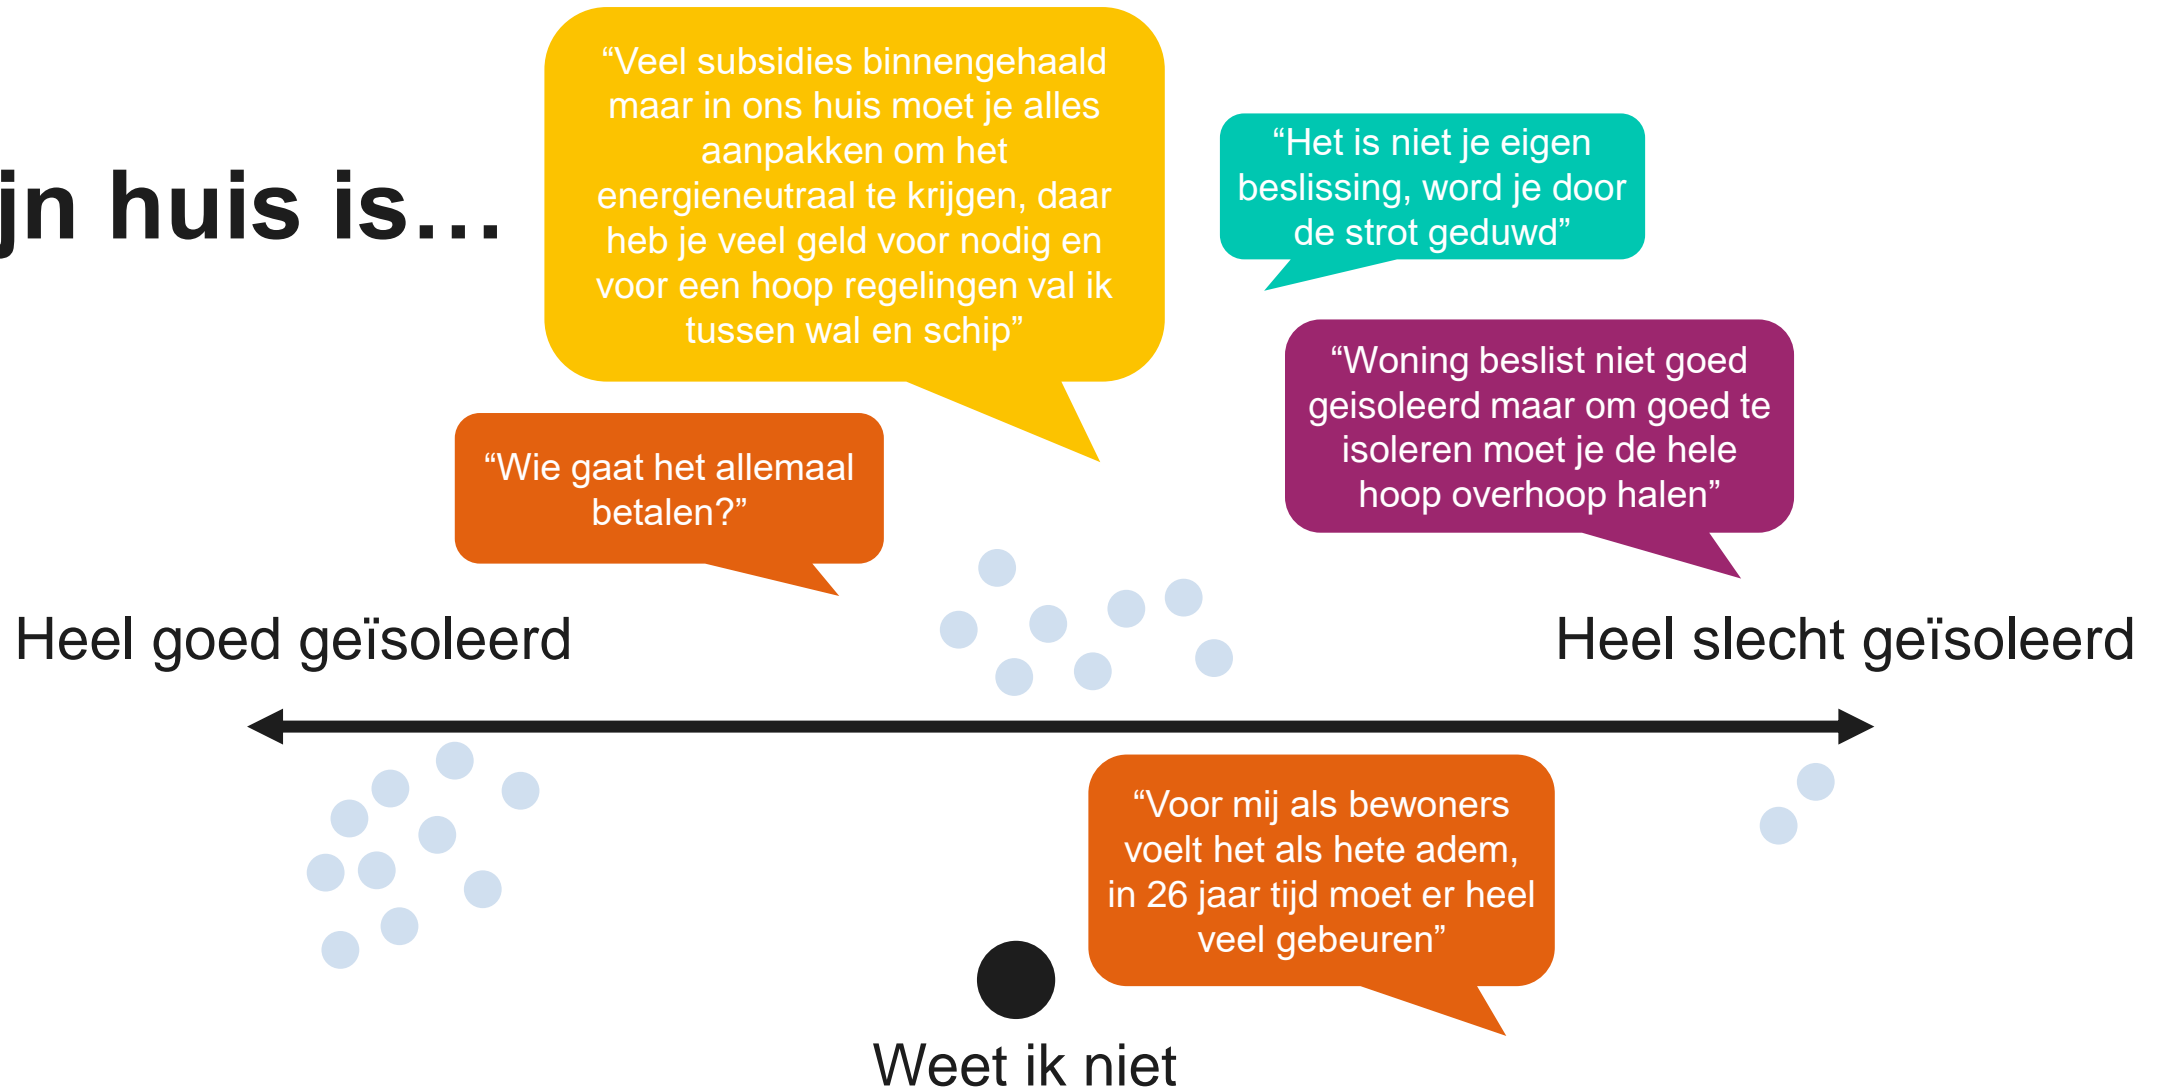 “Veel subsidies binnengehaald
maar in ons huis moet je alles
aanpakken om het
energieneutraal te krijgen, daar
heb je veel geld voor nodig en
voor een hoop regelingen val ik
tussen wal en schip”
“Het is niet je eigen
beslissing, word je door
de strot geduwd”
jn huis is…
“Woning beslist niet goed
geisoleerd maar om goed te
isoleren moet je de hele
hoop overhoop halen”
“Wie gaat het allemaal
betalen?”
Heel goed geïsoleerd
Heel slecht geïsoleerd
“Voor mij als bewoners
voelt het als hete adem,
in 26 jaar tijd moet er heel
veel gebeuren”
Weet ik niet